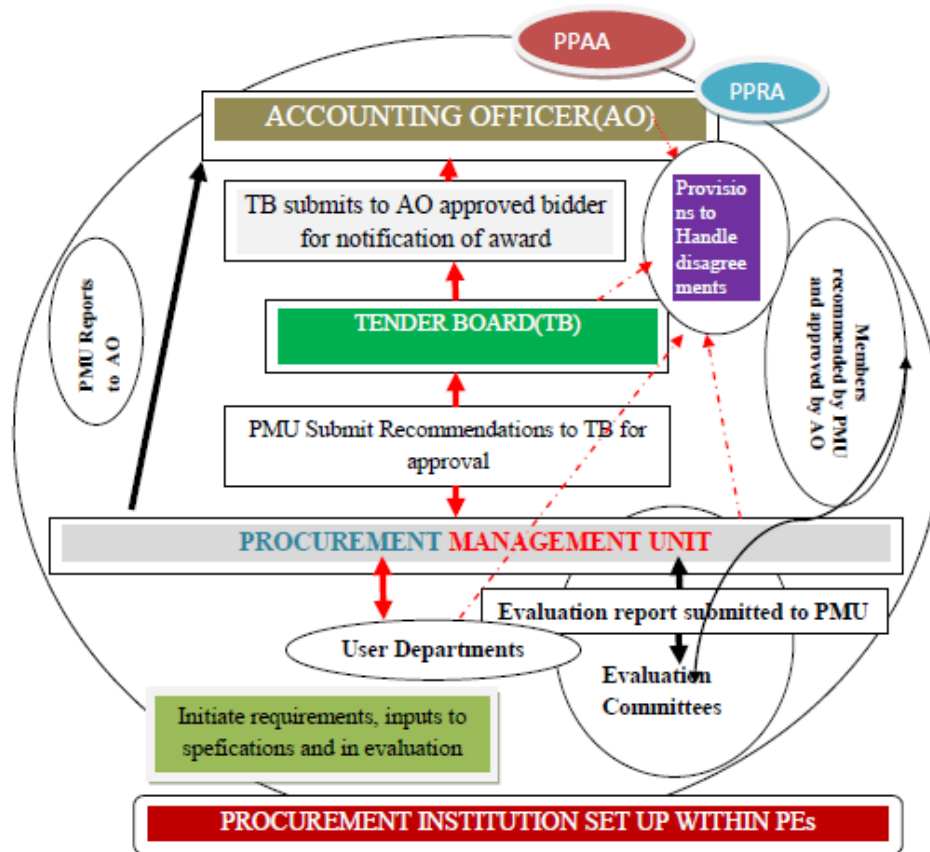 PPAA
PPRA
ACCOUNTING OFFICER(AO)
TB submits to AO approved bidder
for notification of award
Provisio
ns to
Handle
disagree
ments
PMU Reports
to AO
Members
recommended by PMU
and approved by AO
TENDER BOARD(TB)
PMU Submit Recommendations to TB for
approval
PROCUREMENT MANAGEMENT UNIT
Evaluation report submitted to PMU
User Departments
Evaluation
Committees
Initiate requirements, inputs to
spefications and in evaluation
PROCUREMENT INSTITUTION SET UP WITHIN PEs